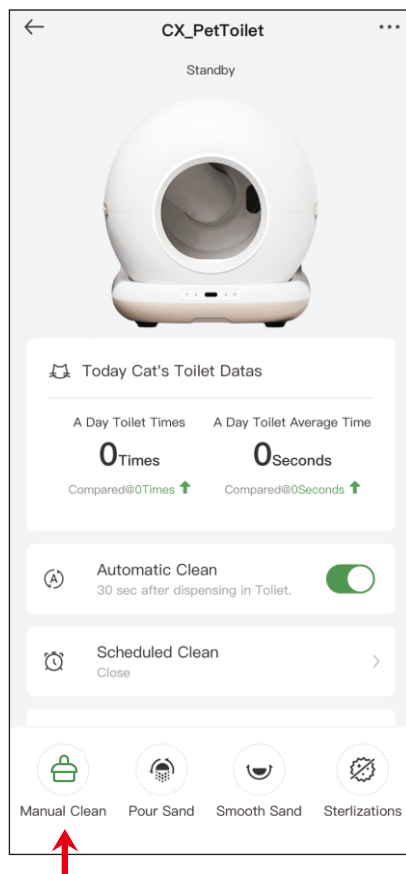 CX_PetToilet
Standby
Today Cat's Toilet Datas
A Day Toilet Times A Day Toilet Average Time
0Times 0Seconds
Compared@0Times Compared@0Seconds
Automatic Clean
30 sec after dispensing in Toliet.
Scheduled Clean
Close
Manual Clean Pour Sand Smooth Sand Sterlizations